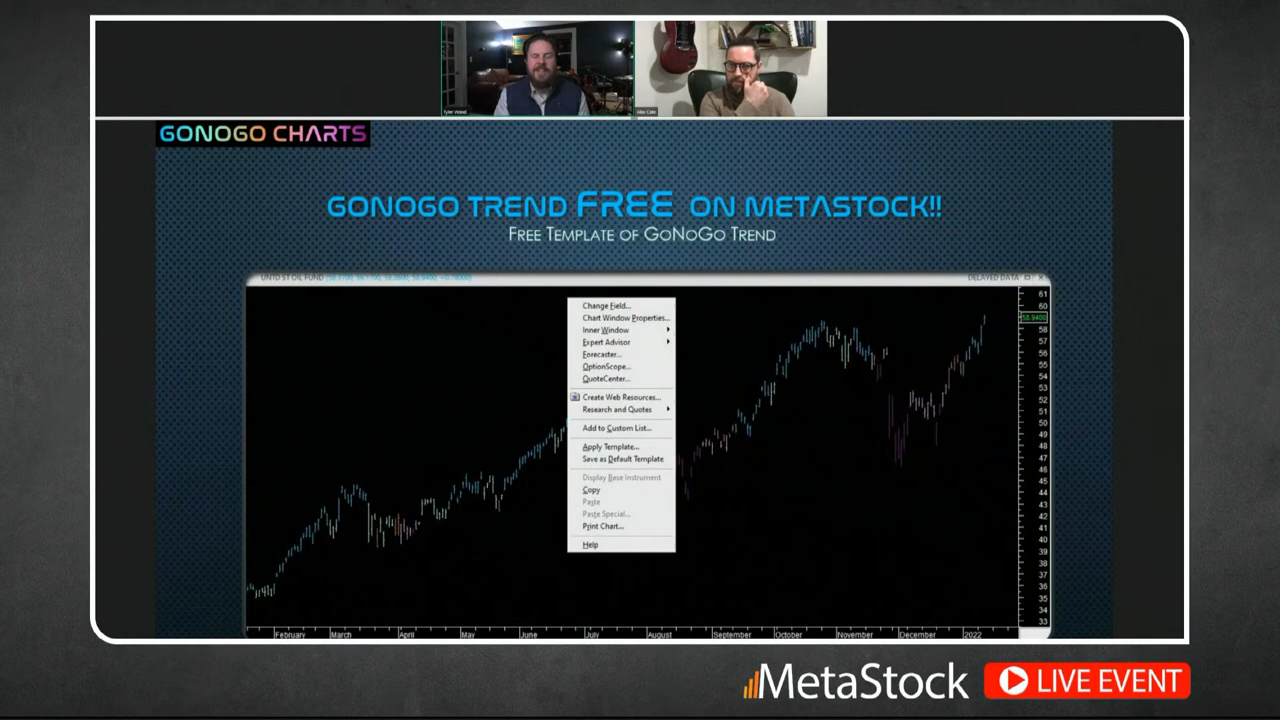 Tyler Wood
Alex Cole
GONOGO CHARTS
GONOGO TREND FREE ON METASTOCK!!
FREE TEMPLATE OF GONOGO TREND
UNTD ST OIL FUND
DELAYED DATA
Change Field...
Chart Window Properties...
Inner Window
Expert Advisor
Forecaster...
OptionScope...
QuoteCenter...
Create Web Resources...
Research and Quotes
Add to Custom List...
Apply Template...
Save as Default Template
Display Base Instrument
Copy
Paste
Paste Special...
Print Chart...
Help
61
60
58.9400
58
57
56
55
54
53
52
51
50
49
48
47
46
45
44
43
42
41
40
39
38
37
36
35
34
33
February March April May June July August September October November December 2022
MetaStock LIVE EVENT